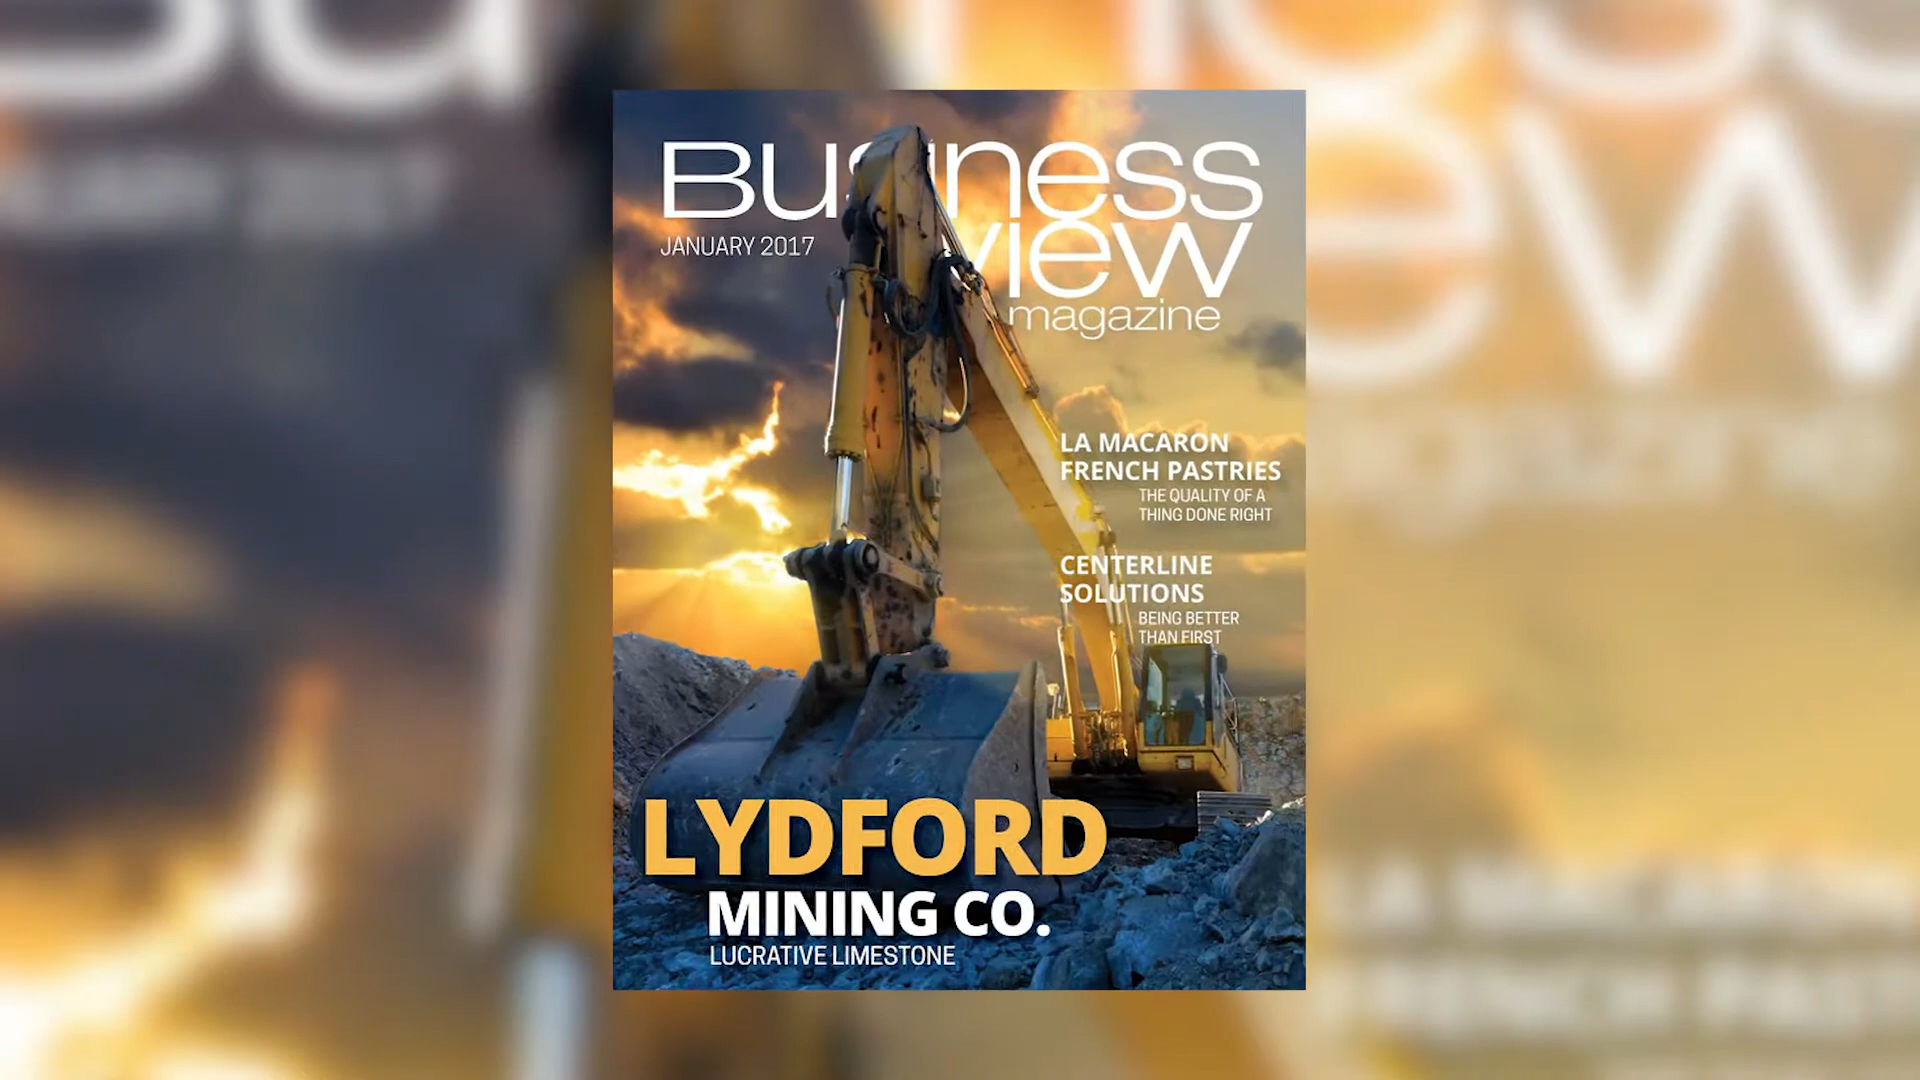 Business
JANUARY 2017
view
magazine
LA MACARON
FRENCH PASTRIES
THE QUALITY OF A
THING DONE RIGHT
CENTERLINE
SOLUTIONS
BEING BETTER
THAN FIRST
LYDFORD
MINING CO.
LUCRATIVE LIMESTONE